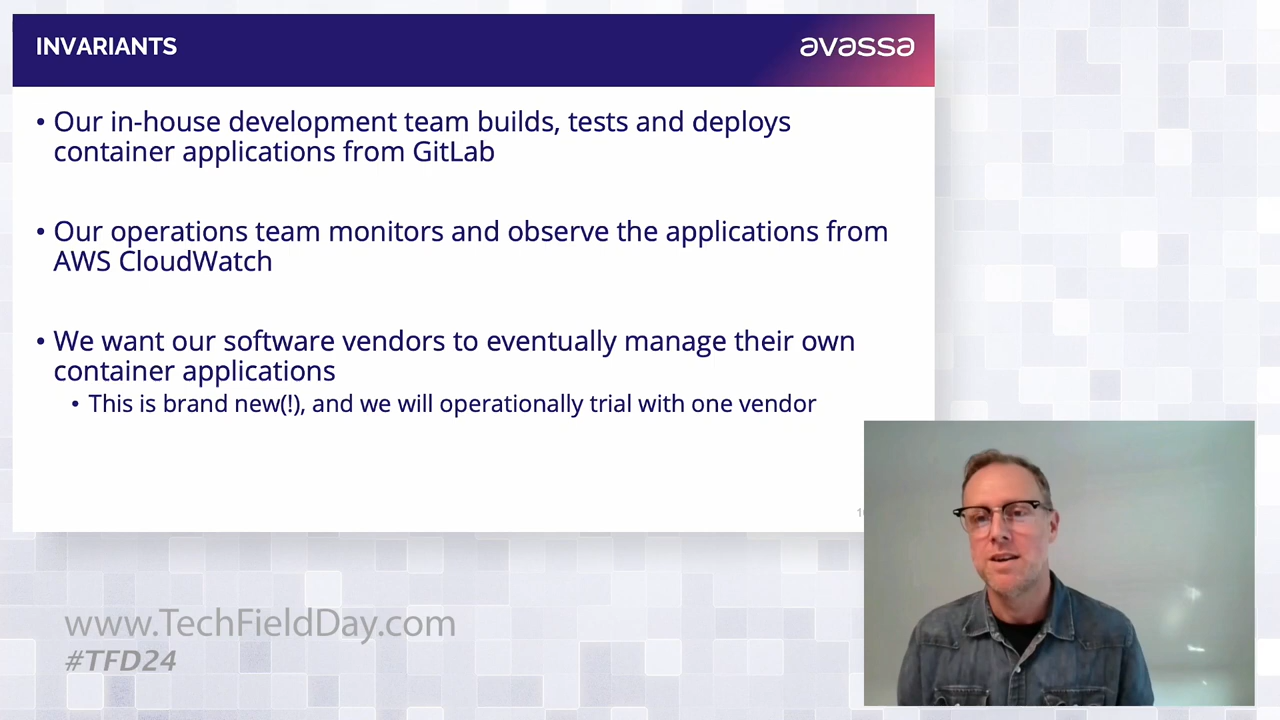 INVARIANTS
avassa
• Our in-house development team builds, tests and deploys
container applications from GitLab
• Our operations team monitors and observe the applications from
AWS CloudWatch
• We want our software vendors to eventually manage their own
container applications
• This is brand new(!), and we will operationally trial with one vendor
www.TechFieldDay.com
#TFD24